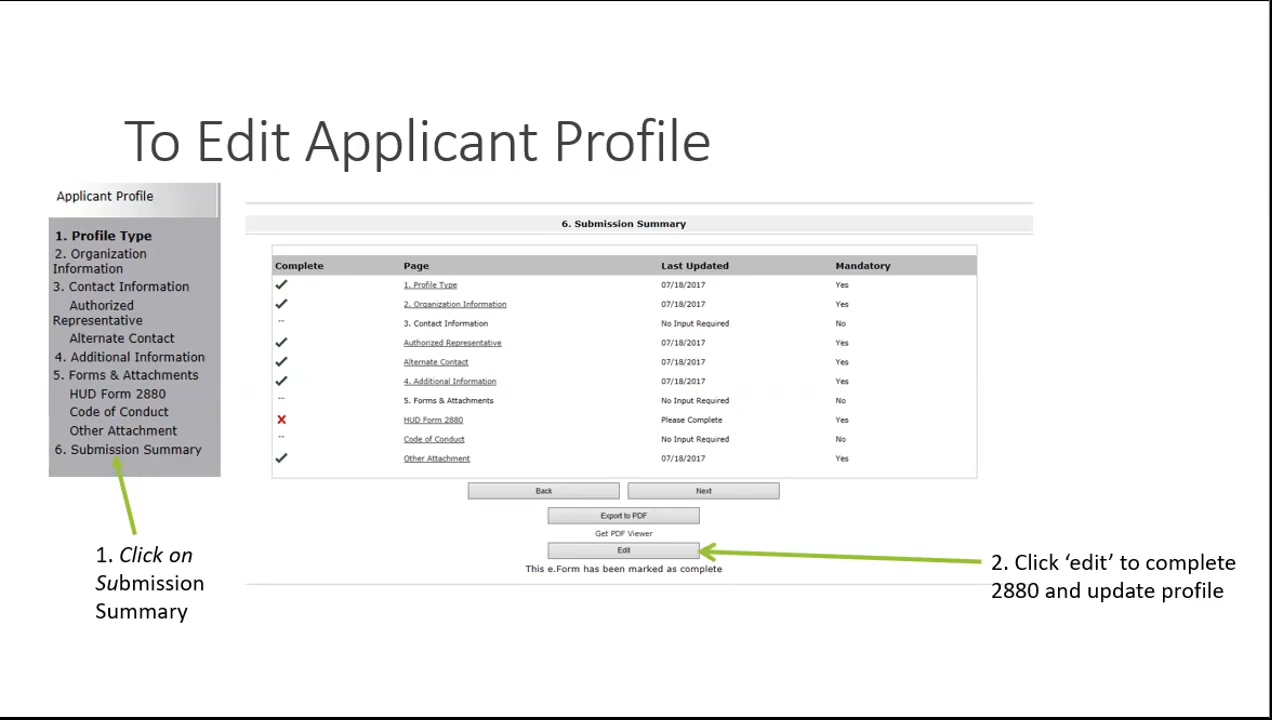 To Edit Applicant Profile
Applicant Profile
1. Profile Type
2. Organization
Information
3. Contact Information
Authorized
Representative
Alternate Contact
4. Additional Information
5. Forms & Attachments
HUD Form 2880
Code of Conduct
Other Attachment
6. Submission Summary
6. Submission Summary
Complete Page Last Updated Mandatory
1. Profile Type 07/18/2017 Yes
2. Organization Information 07/18/2017 Yes
-- 3. Contact Information No Input Required No
Authorized Representative 07/18/2017 Yes
Alternate Contact 07/18/2017 Yes
4. Additional Information 07/18/2017 Yes
-- 5. Forms & Attachments No Input Required No
HUD Form 2880 Please Complete Yes
-- Code of Conduct No Input Required No
Other Attachment 07/18/2017 Yes
Back Next
Export to PDF
Get PDF Viewer
Edit
This e.Form has been marked as complete
1. Click on
Submission
Summary
2. Click ‘edit’ to complete
2880 and update profile